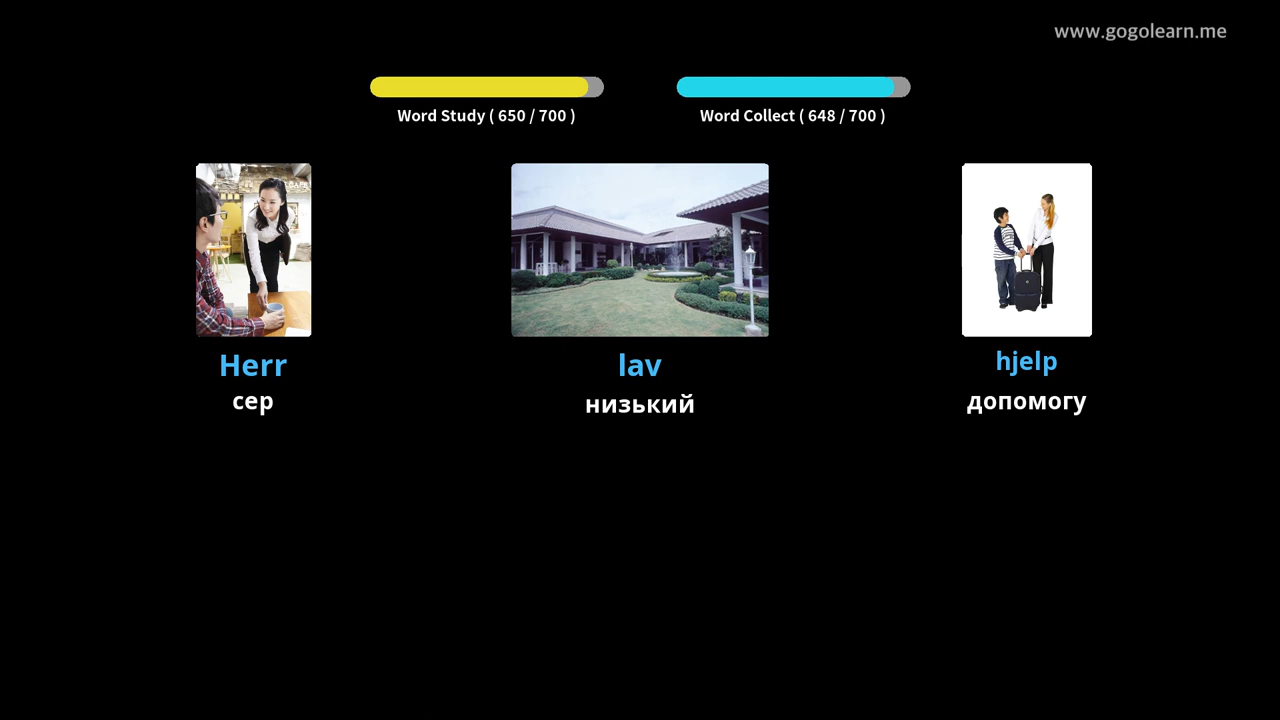 www.gogolearn.me
Word Study ( 650 / 700 )
Word Collect ( 648 / 700 )
Herr
сер
lav
низький
hjelp
допомогу